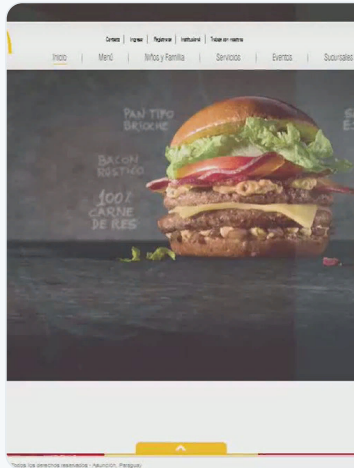 Contacto | Ingresar | Registrarse | Institucional | Trabaje con nosotros
Inicio | Menú | Niños y Familia | Servicios | Eventos | Sucursales
PAN TIPO
BRIOCHE
BACON
RÚSTICO
100%
CARNE
DE RES
Todos los derechos reservados - Asunción, Paraguay